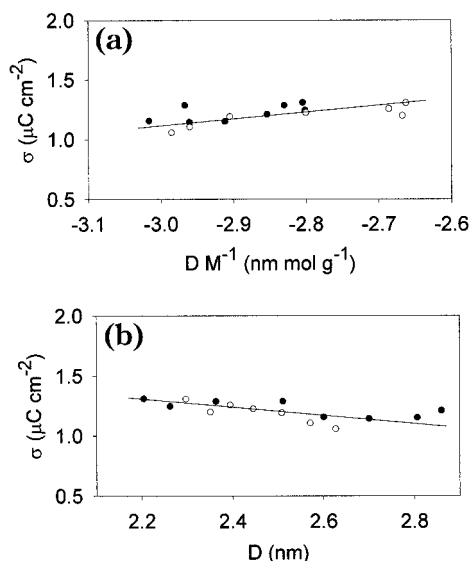 (a)
2.0
1.5
1.0
0.5
σ (μC cm⁻²)
-3.1 -3.0 -2.9 -2.8 -2.7 -2.6
D M⁻¹ (nm mol g⁻¹)
(b)
2.0
1.5
1.0
0.5
σ (μC cm⁻²)
2.2 2.4 2.6 2.8
D (nm)